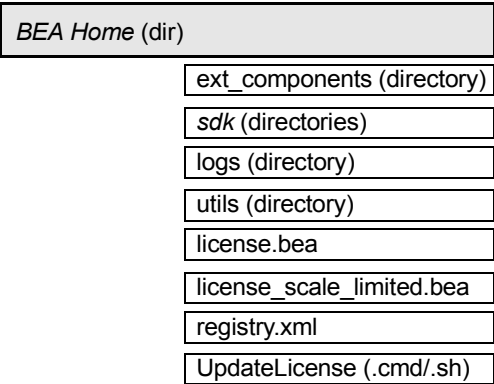 BEA Home (dir)
ext_components (directory)
sdk (directories)
logs (directory)
utils (directory)
license.bea
license_scale_limited.bea
registry.xml
UpdateLicense (.cmd/.sh)